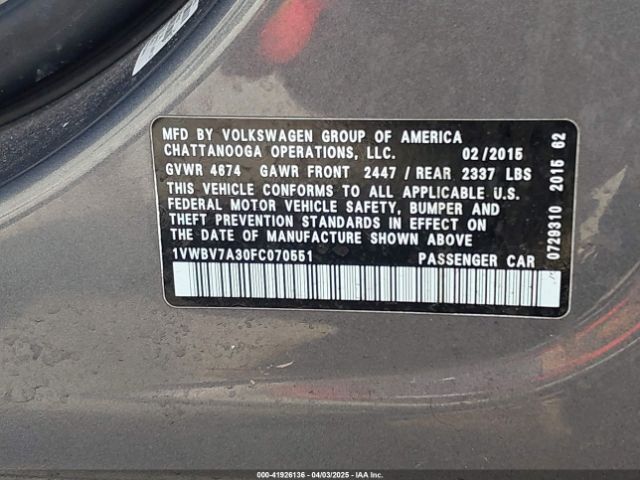 MFD BY VOLKSWAGEN GROUP OF AMERICA
CHATTANOOGA OPERATIONS, LLC. 02/2015
GVWR 4674 GAWR FRONT 2447 / REAR 2337 LBS
THIS VEHICLE CONFORMS TO ALL APPLICABLE U.S.
FEDERAL MOTOR VEHICLE SAFETY, BUMPER AND
THEFT PREVENTION STANDARDS IN EFFECT ON
THE DATE OF MANUFACTURE SHOWN ABOVE
1VWBV7A30FC070551 PASSENGER CAR
0729310 2015 62
000-41926136 - 04/03/2025 - IAAI, Inc.